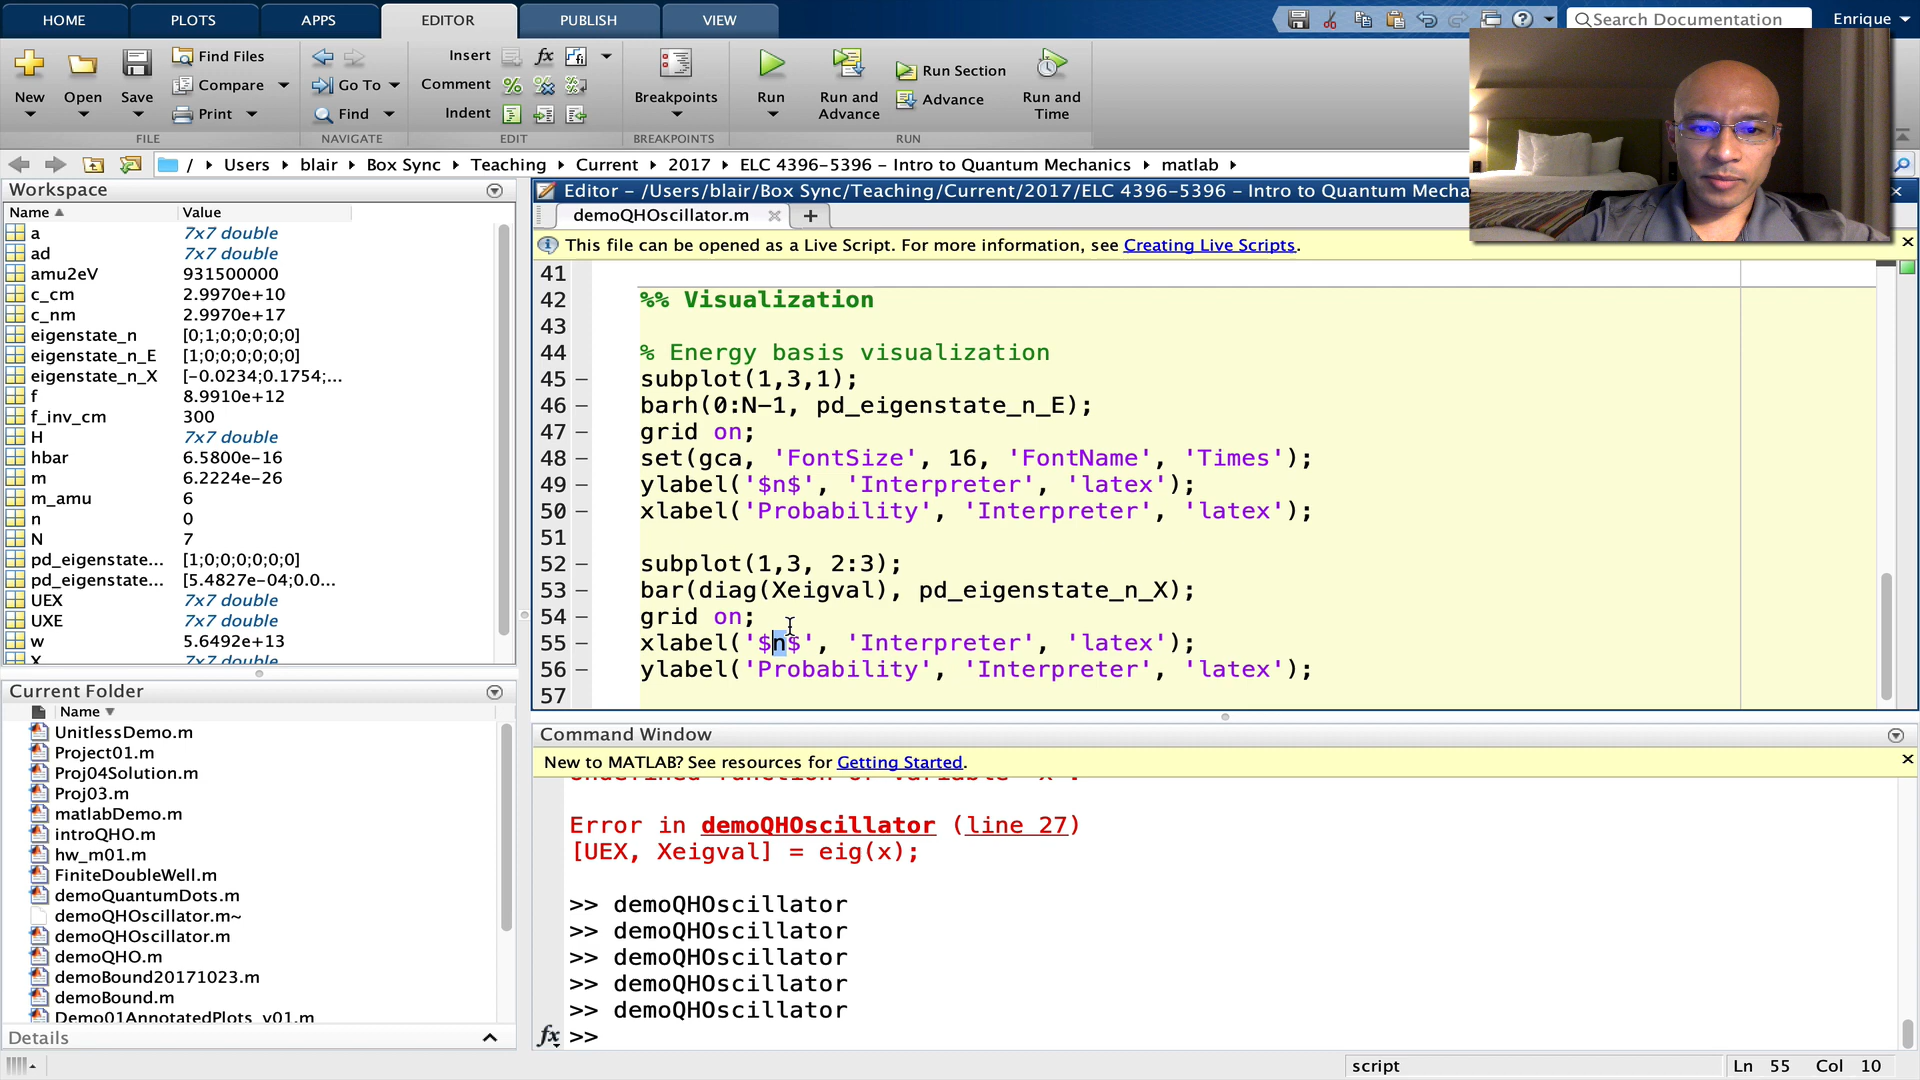 HOME PLOTS APPS EDITOR PUBLISH VIEW Search Documentation Enrique
New Open Save Find Files Compare Print Go To Find Insert fx Comment Indent Breakpoints Run Run and Advance Run Section Advance Run and Time
FILE NAVIGATE EDIT BREAKPOINTS RUN
/ Users blair Box Sync Teaching Current 2017 ELC 4396-5396 - Intro to Quantum Mechanics matlab
Workspace
Name Value
a 7x7 double
ad 7x7 double
amu2eV 931500000
c_cm 2.9970e+10
c_nm 2.9970e+17
eigenstate_n [0;1;0;0;0;0;0]
eigenstate_n_E [1;0;0;0;0;0;0]
eigenstate_n_X [-0.0234;0.1754;...
f 8.9910e+12
f_inv_cm 300
H 7x7 double
hbar 6.5800e-16
m 6.2224e-26
m_amu 6
n 0
N 7
pd_eigenstate... [1;0;0;0;0;0;0]
pd_eigenstate... [5.4827e-04;0.0...
UEX 7x7 double
UXE 7x7 double
w 5.6492e+13
X 7x7 double
Current Folder
Name
UnitlessDemo.m
Project01.m
Proj04Solution.m
Proj03.m
matlabDemo.m
introQHO.m
hw_m01.m
FiniteDoubleWell.m
demoQuantumDots.m
demoQHOscillator.m~
demoQHOscillator.m
demoQHO.m
demoBound20171023.m
demoBound.m
Demo01AnnotatedPlots_v01.m
Details
Editor - /Users/blair/Box Sync/Teaching/Current/2017/ELC 4396-5396 - Intro to Quantum Mecha
demoQHOscillator.m
This file can be opened as a Live Script. For more information, see Creating Live Scripts.
41
42 %% Visualization
43
44 % Energy basis visualization
45 – subplot(1,3,1);
46 – barh(0:N-1, pd_eigenstate_n_E);
47 – grid on;
48 – set(gca, 'FontSize', 16, 'FontName', 'Times');
49 – ylabel('$n$', 'Interpreter', 'latex');
50 – xlabel('Probability', 'Interpreter', 'latex');
51
52 – subplot(1,3, 2:3);
53 – bar(diag(Xeigval), pd_eigenstate_n_X);
54 – grid on;
55 – xlabel('$n$', 'Interpreter', 'latex');
56 – ylabel('Probability', 'Interpreter', 'latex');
57
Command Window
New to MATLAB? See resources for Getting Started.
Undefined function or variable 'x'.
Error in demoQHOscillator (line 27)
[UEX, Xeigval] = eig(x);
>> demoQHOscillator
>> demoQHOscillator
>> demoQHOscillator
>> demoQHOscillator
>> demoQHOscillator
fx >>
script Ln 55 Col 10